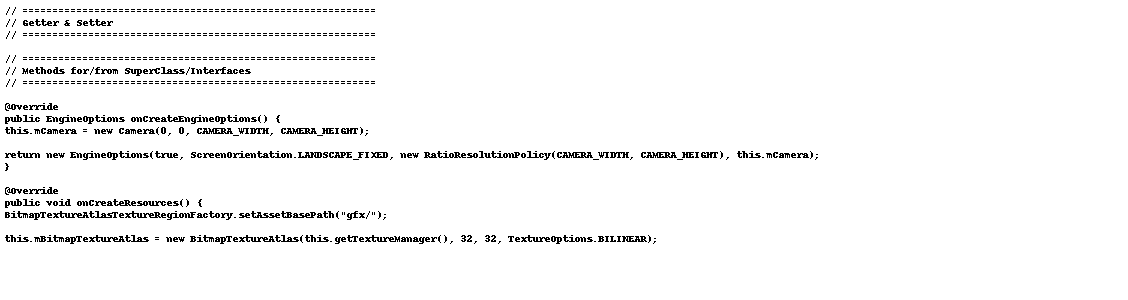 // ===========================================================
// Getter & Setter
// ===========================================================
// ===========================================================
// Methods for/from SuperClass/Interfaces
// ===========================================================
@Override
public EngineOptions onCreateEngineOptions() {
this.mCamera = new Camera(0, 0, CAMERA_WIDTH, CAMERA_HEIGHT);
return new EngineOptions(true, ScreenOrientation.LANDSCAPE_FIXED, new RatioResolutionPolicy(CAMERA_WIDTH, CAMERA_HEIGHT), this.mCamera);
}
@Override
public void onCreateResources() {
BitmapTextureAtlasTextureRegionFactory.setAssetBasePath("gfx/");
this.mBitmapTextureAtlas = new BitmapTextureAtlas(this.getTextureManager(), 32, 32, TextureOptions.BILINEAR);